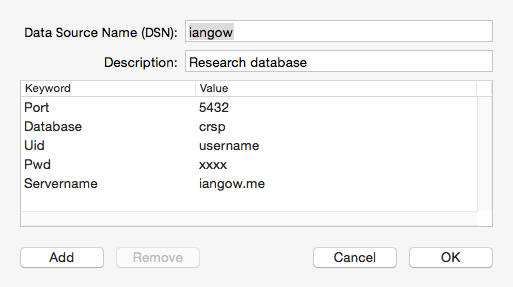 Data Source Name (DSN): iangow
Description: Research database
Keyword Value
Port 5432
Database crsp
Uid username
Pwd xxxx
Servername iangow.me
Add Remove Cancel OK